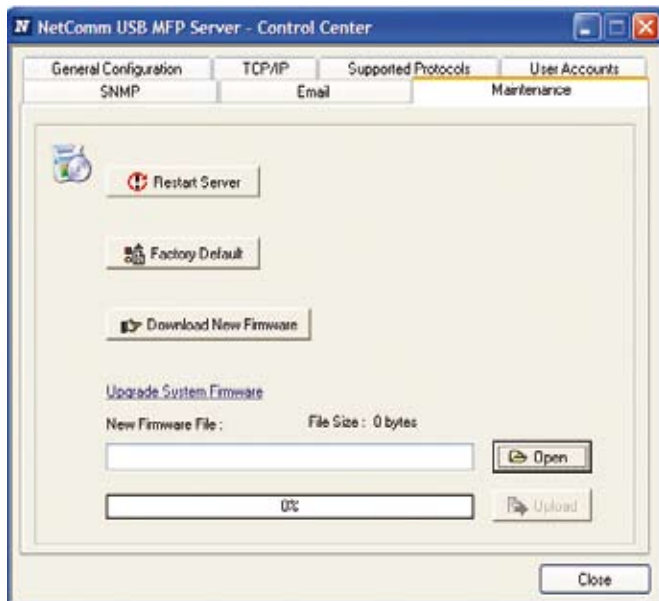 N NetComm USB MFP Server - Control Center
General Configuration TCP/IP Supported Protocols User Accounts
SNMP Email Maintenance
Restart Server
Factory Default
Download New Firmware
Upgrade System Firmware
New Firmware File : File Size : 0 bytes
Open
0% Upload
Close